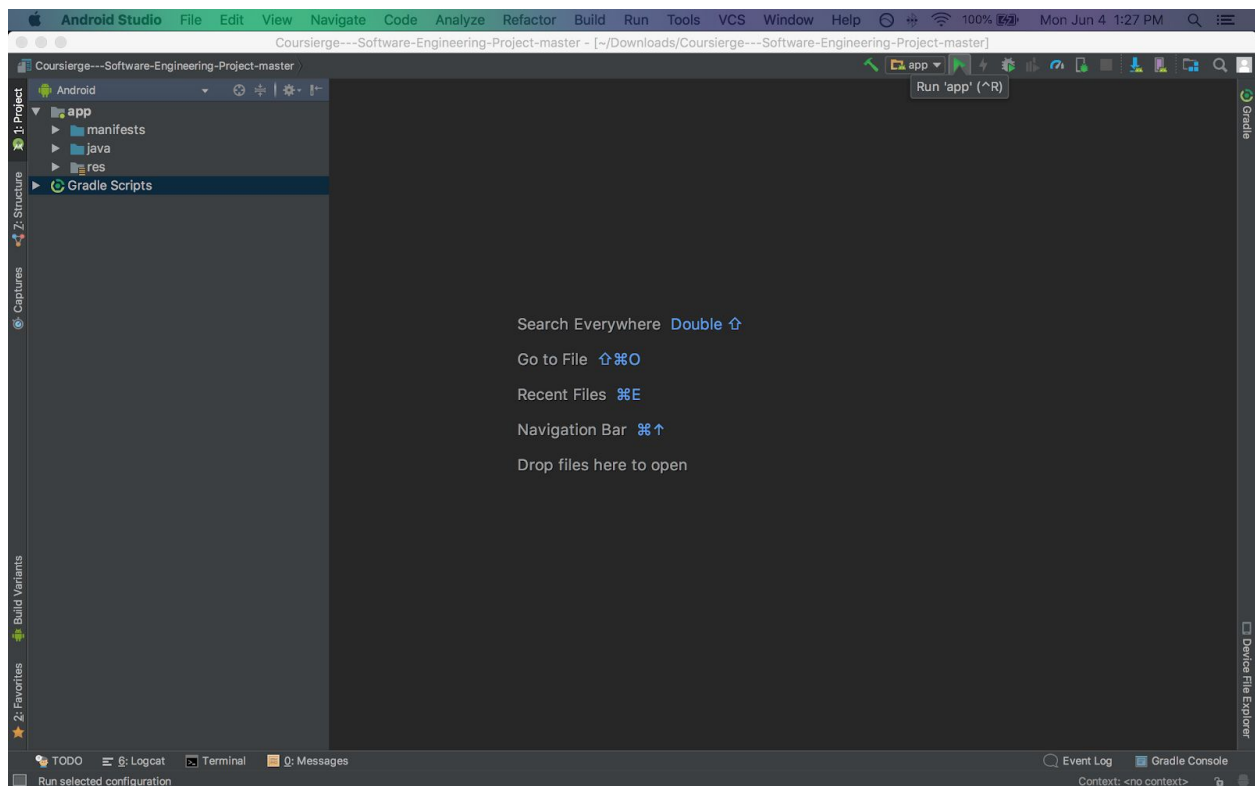 Android Studio File Edit View Navigate Code Analyze Refactor Build Run Tools VCS Window Help 100% Mon Jun 4 1:27 PM
Coursierge---Software-Engineering-Project-master - [~/Downloads/Coursierge---Software-Engineering-Project-master]
Coursierge---Software-Engineering-Project-master
app
Run 'app' (^R)
Android
app
manifests
java
res
Gradle Scripts
1: Project
7: Structure
Captures
Build Variants
2: Favorites
Search Everywhere Double ⇧
Go to File ⇧⌘O
Recent Files ⌘E
Navigation Bar ⌘↑
Drop files here to open
Gradle
Device File Explorer
TODO 6: Logcat Terminal 0: Messages Event Log Gradle Console
Run selected configuration Context: <no context>